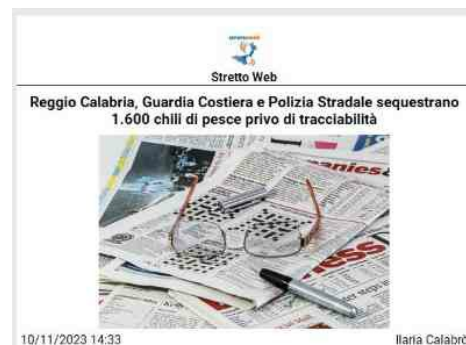 Stretto Web
Reggio Calabria, Guardia Costiera e Polizia Stradale sequestrano
1.600 chili di pesce privo di tracciabilità
10/11/2023 14:33
Ilaria Calabrò